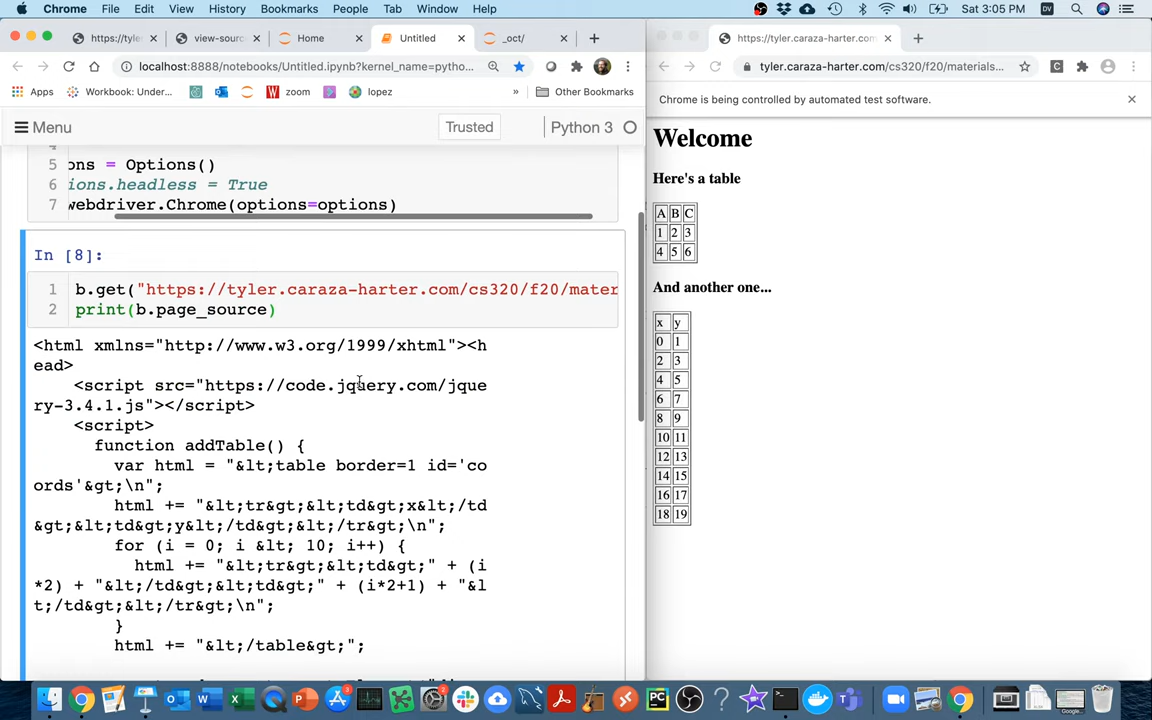 Chrome File Edit View History Bookmarks People Tab Window Help
DV Sat 3:05 PM
https://tyle
view-sourc
Home
Untitled
_oct/
https://tyler.caraza-harter.com
localhost:8888/notebooks/Untitled.ipynb?kernel_name=pytho...
tyler.caraza-harter.com/cs320/f20/materials...
Apps
Workbook: Under...
zoom
lopez
»
Other Bookmarks
Chrome is being controlled by automated test software.
Menu
Trusted
Python 3
4
5 ons = Options()
6 ions.headless = True
7 webdriver.Chrome(options=options)
In [8]:
1 b.get("https://tyler.caraza-harter.com/cs320/f20/mater
2 print(b.page_source)
<html xmlns="http://www.w3.org/1999/xhtml"><h
ead>
<script src="https://code.jquery.com/jque
ry-3.4.1.js"></script>
<script>
function addTable() {
var html = "&lt;table border=1 id='co
ords'&gt;\n";
html += "&lt;tr&gt;&lt;td&gt;x&lt;/td
&gt;&lt;td&gt;y&lt;/td&gt;&lt;/tr&gt;\n";
for (i = 0; i &lt; 10; i++) {
html += "&lt;tr&gt;&lt;td&gt;" + (i
*2) + "&lt;/td&gt;&lt;td&gt;" + (i*2+1) + "&l
t;/td&gt;&lt;/tr&gt;\n";
}
html += "&lt;/table&gt;";
Welcome
Here's a table
A B C
1 2 3
4 5 6
And another one...
x y
0 1
2 3
4 5
6 7
8 9
10 11
12 13
14 15
16 17
18 19